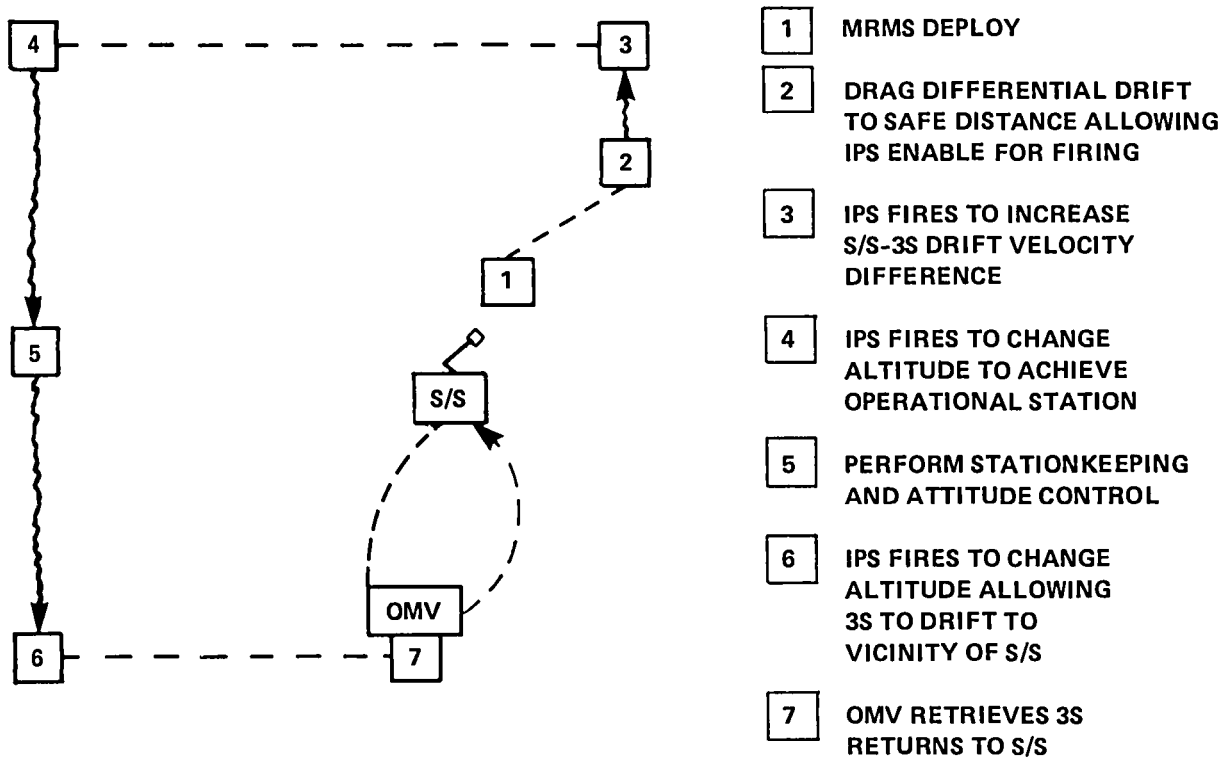 4
3
2
1
S/S
5
OMV
6
7
1 MRMS DEPLOY
2 DRAG DIFFERENTIAL DRIFT
TO SAFE DISTANCE ALLOWING
IPS ENABLE FOR FIRING
3 IPS FIRES TO INCREASE
S/S-3S DRIFT VELOCITY
DIFFERENCE
4 IPS FIRES TO CHANGE
ALTITUDE TO ACHIEVE
OPERATIONAL STATION
5 PERFORM STATIONKEEPING
AND ATTITUDE CONTROL
6 IPS FIRES TO CHANGE
ALTITUDE ALLOWING
3S TO DRIFT TO
VICINITY OF S/S
7 OMV RETRIEVES 3S
RETURNS TO S/S